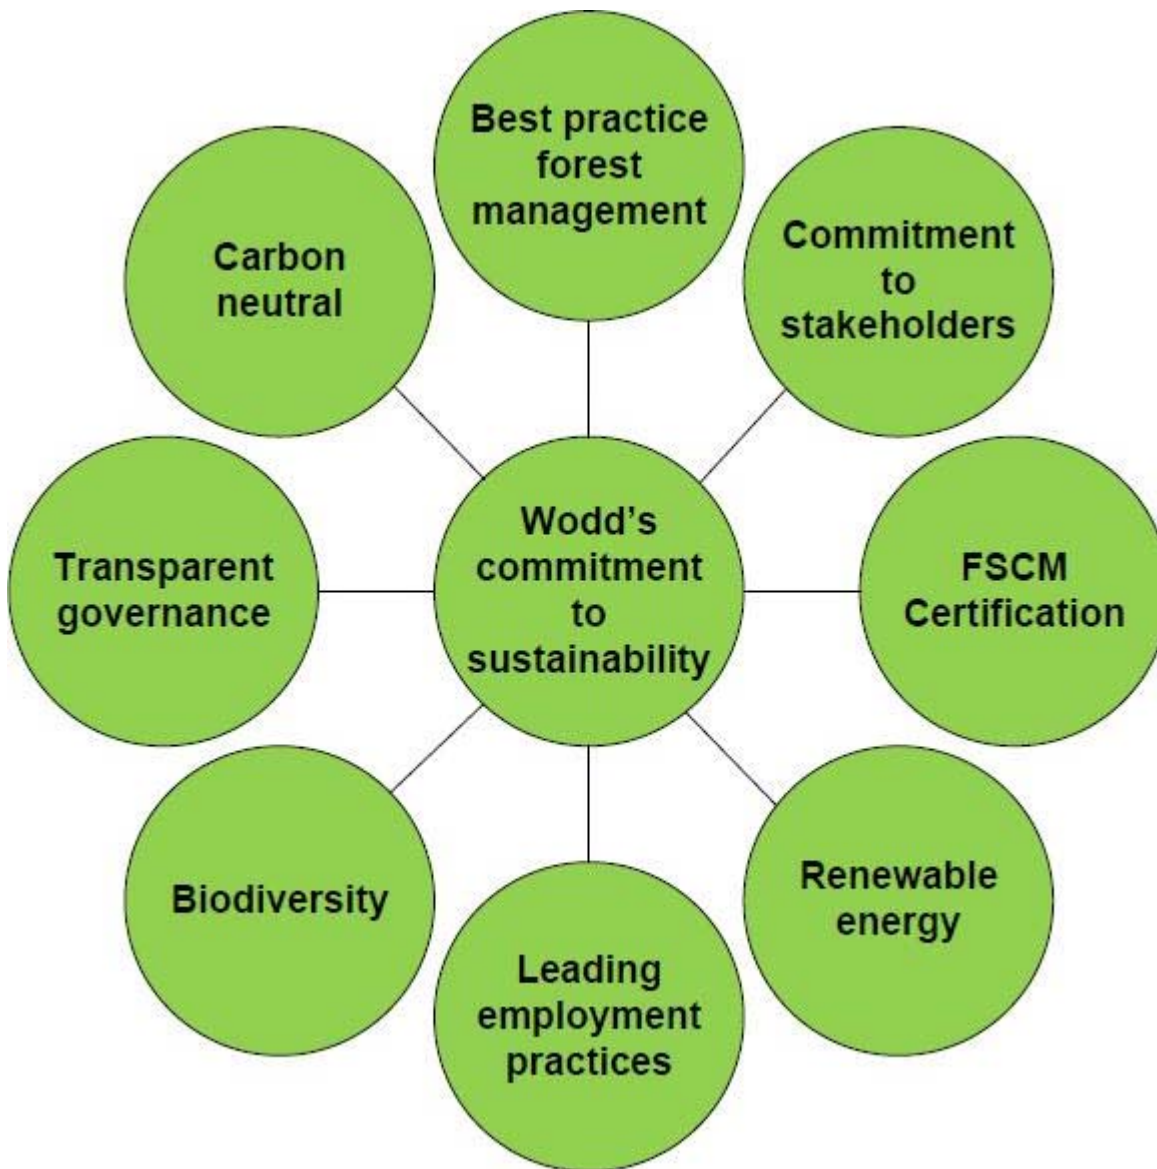 Best practice
forest
management
Commitment
to
stakeholders
FSCM
Certification
Renewable
energy
Leading
employment
practices
Biodiversity
Transparent
governance
Carbon
neutral
Wodd's
commitment
to
sustainability